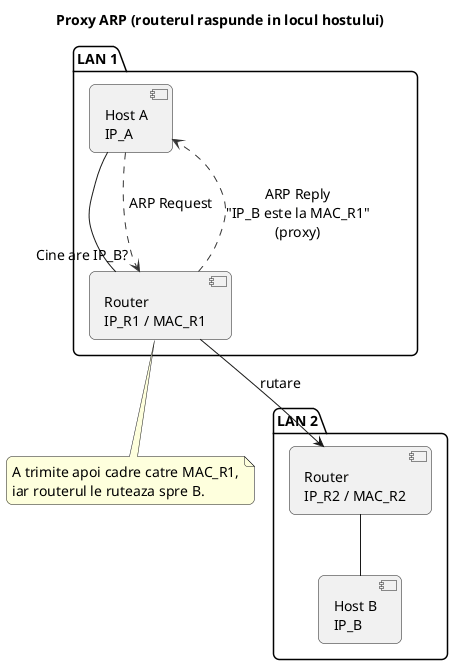 Proxy ARP (routerul raspunde in locul hostului)
LAN 1
Host A
IP_A
ARP Request
ARP Reply
"IP_B este la MAC_R1"
(proxy)
Cine are IP_B?
Router
IP_R1 / MAC_R1
rutare
LAN 2
A trimite apoi cadre catre MAC_R1,
iar routerul le ruteaza spre B.
Router
IP_R2 / MAC_R2
Host B
IP_B